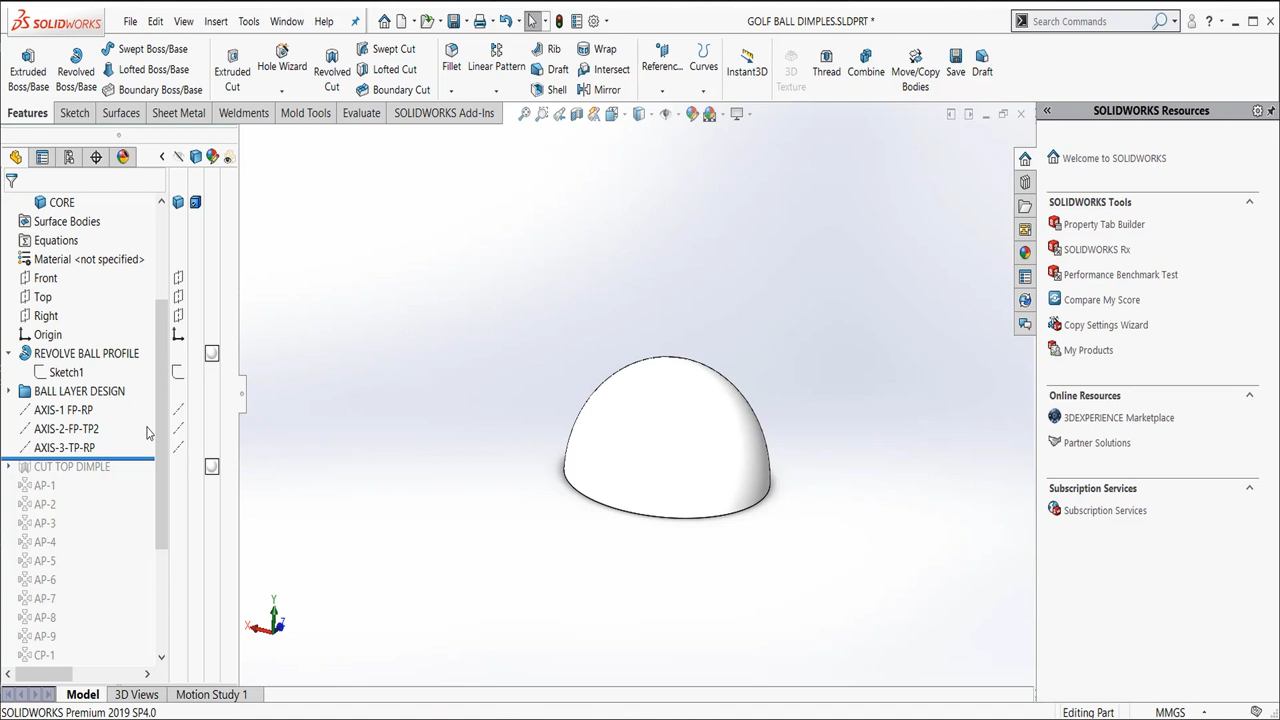 SOLIDWORKS File Edit View Insert Tools Window Help GOLF BALL DIMPLES.SLDPRT * Search Commands ?
Extruded Boss/Base Revolved Boss/Base Swept Boss/Base Lofted Boss/Base Boundary Boss/Base Extruded Cut Hole Wizard Revolved Cut Swept Cut Lofted Cut Boundary Cut Fillet Linear Pattern Rib Draft Shell Wrap Intersect Mirror Referenc... Curves Instant3D 3D Texture Thread Combine Move/Copy Bodies Save Draft
Features Sketch Surfaces Sheet Metal Weldments Mold Tools Evaluate SOLIDWORKS Add-Ins
CORE
Surface Bodies
Equations
Material <not specified>
Front
Top
Right
Origin
REVOLVE BALL PROFILE
Sketch1
BALL LAYER DESIGN
AXIS-1 FP-RP
AXIS-2-FP-TP2
AXIS-3-TP-RP
CUT TOP DIMPLE
AP-1
AP-2
AP-3
AP-4
AP-5
AP-6
AP-7
AP-8
AP-9
CP-1
Y
X Z
SOLIDWORKS Resources
Welcome to SOLIDWORKS
SOLIDWORKS Tools
Property Tab Builder
SOLIDWORKS Rx
Performance Benchmark Test
Compare My Score
Copy Settings Wizard
My Products
Online Resources
3DEXPERIENCE Marketplace
Partner Solutions
Subscription Services
Subscription Services
Model 3D Views Motion Study 1
SOLIDWORKS Premium 2019 SP4.0 Editing Part MMGS